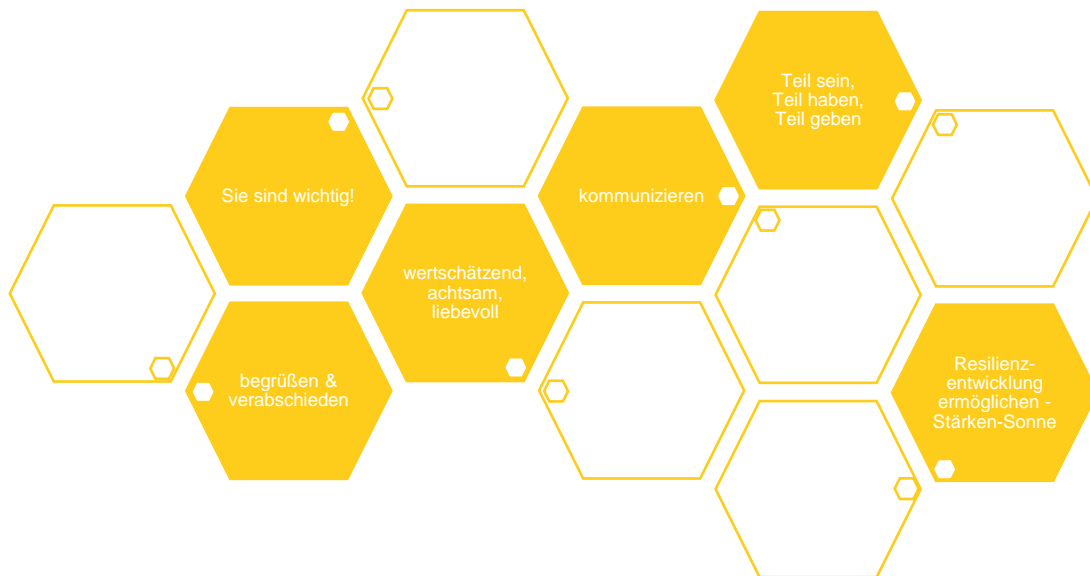 Teil sein,
Teil haben,
Teil geben
Sie sind wichtig!
kommunizieren
wertschätzend,
achtsam,
liebevoll
begrüßen &
verabschieden
Resilienz-
entwicklung
ermöglichen -
Stärken-Sonne